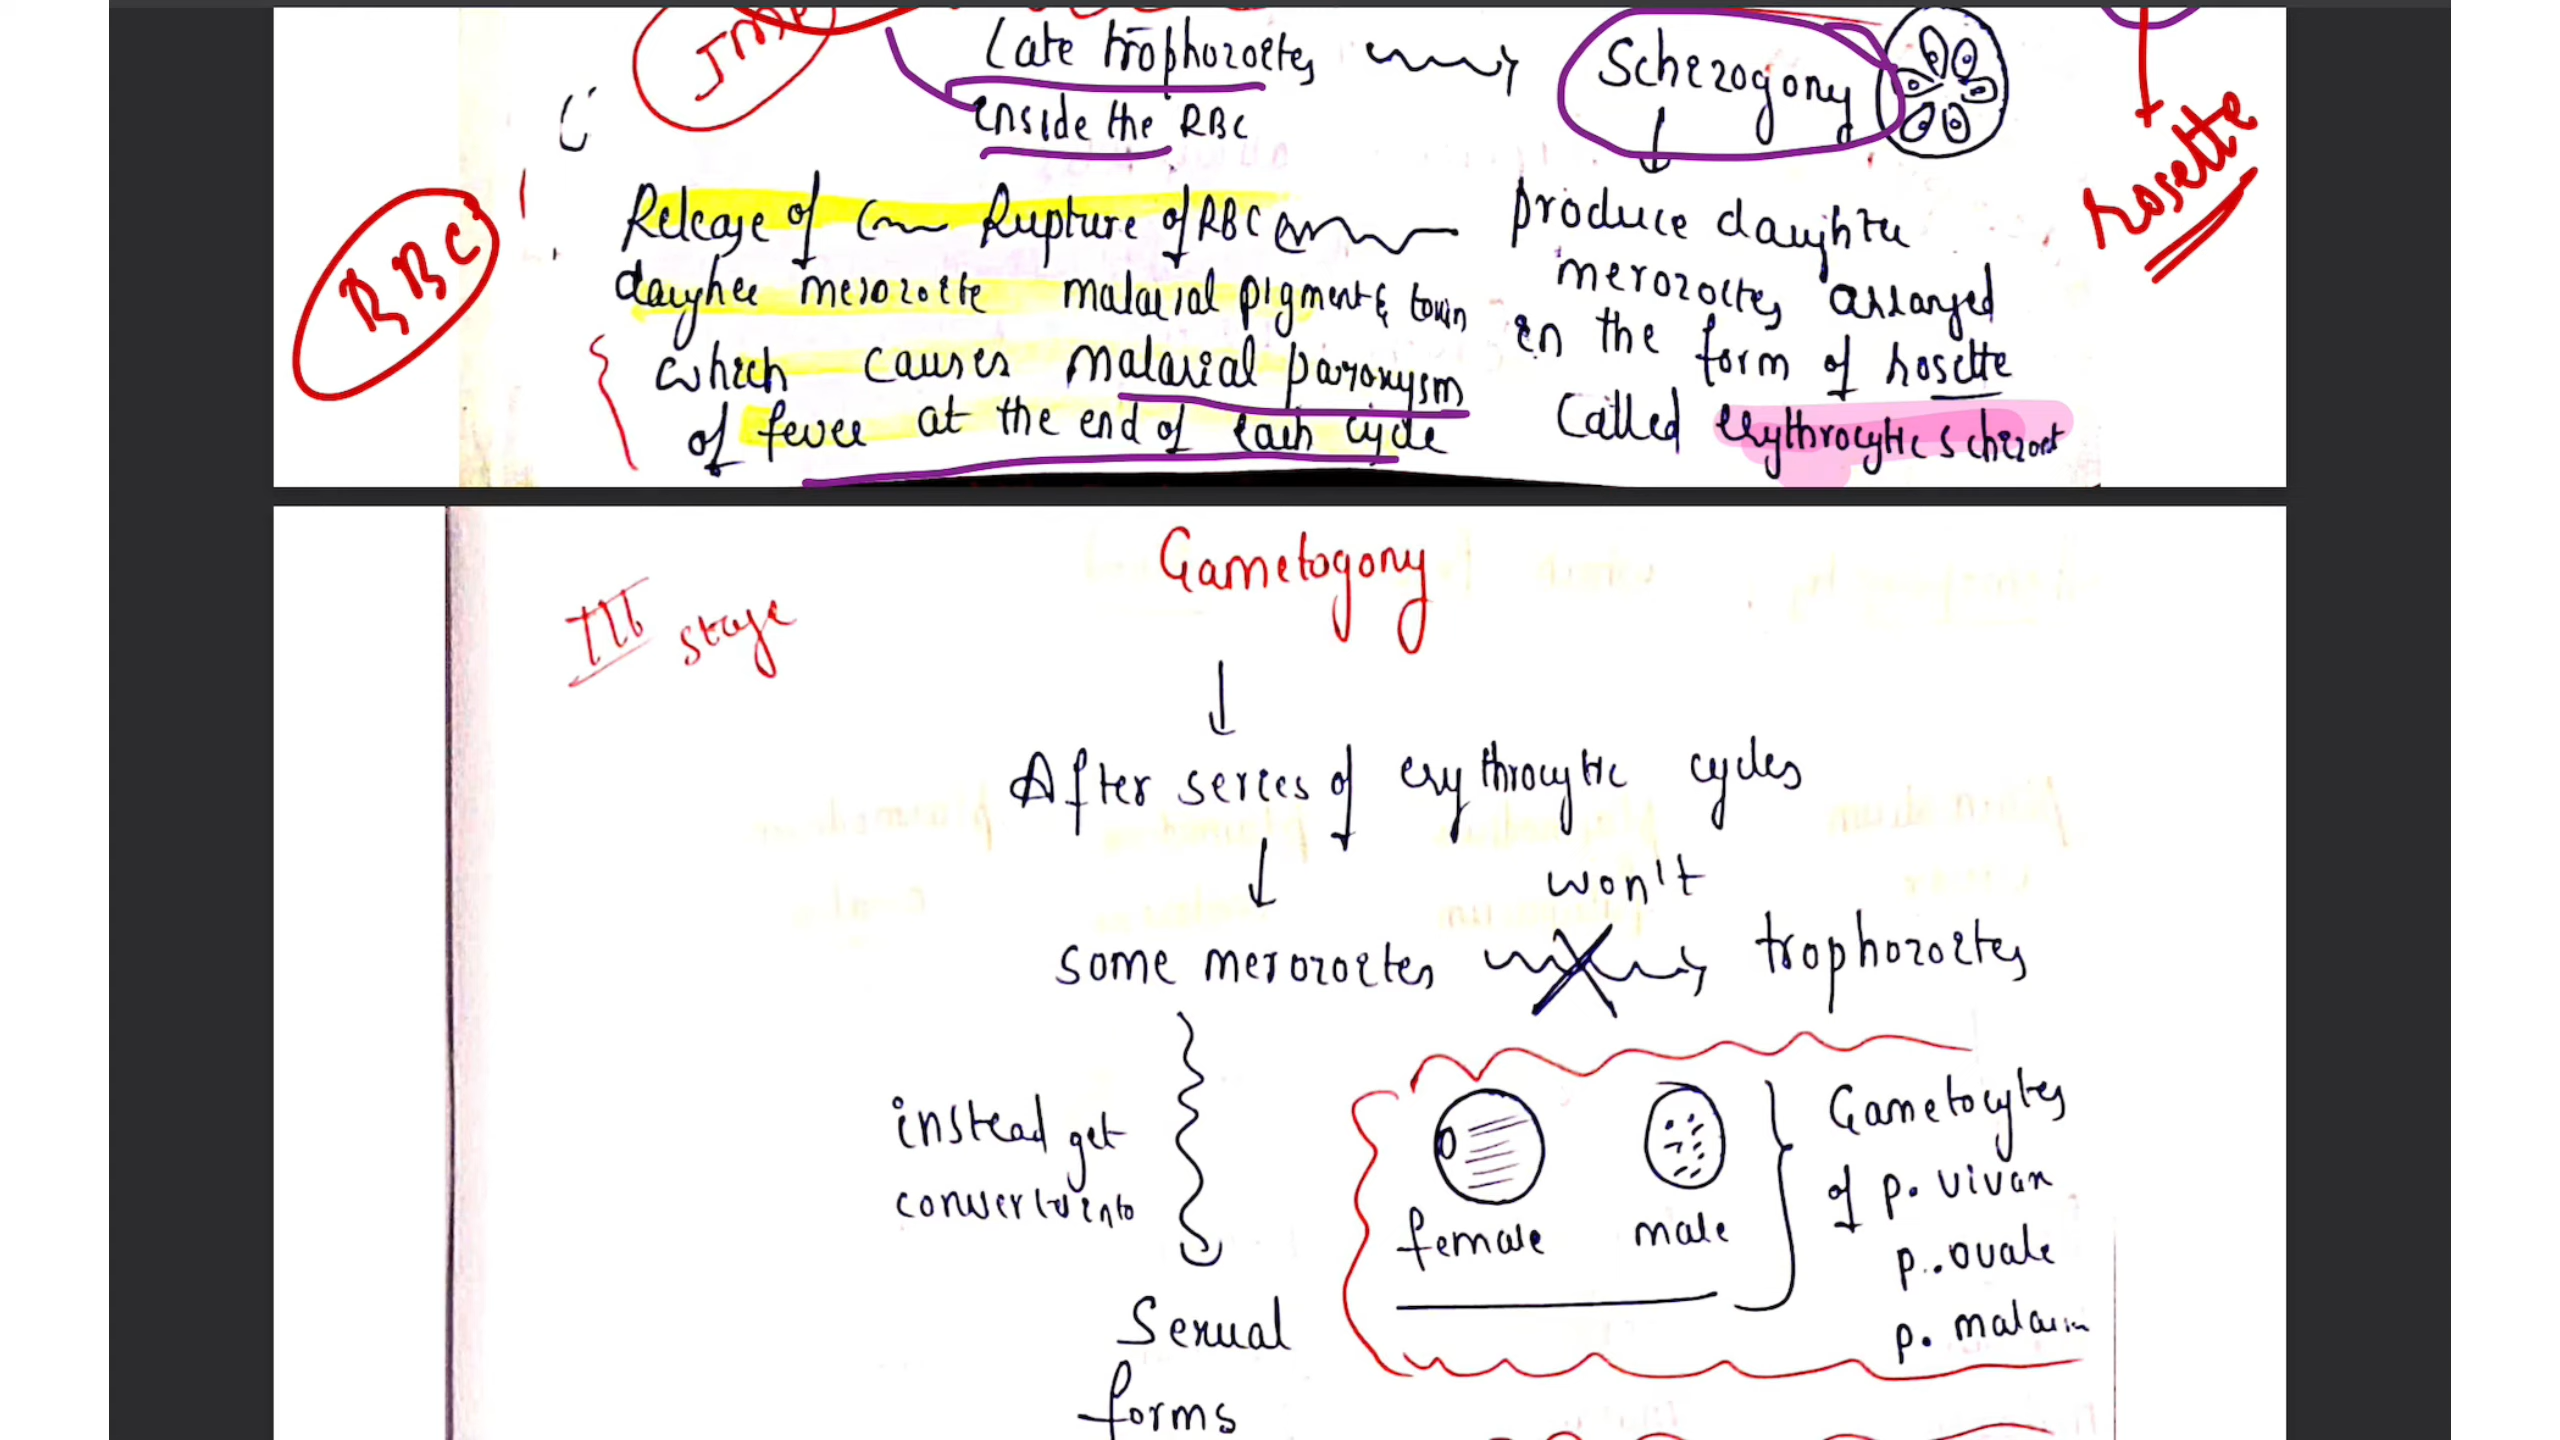 Late trophozoites
Schizogony
inside the RBC
rosette
RBC
Release of Rupture of RBC
daughter merozoite malarial pigment & toxin
which causes malarial paroxysm
of fever at the end of each cycle
produce daughter
merozoites arranged
in the form of rosette
called erythrocytic schizont
Gametogony
III stage
After series of erythrocytic cycles
won't
some merozoites trophozoites
instead get
converted into
female male
Gametocytes
of P. vivax
P. ovale
P. malaria
Sexual
forms